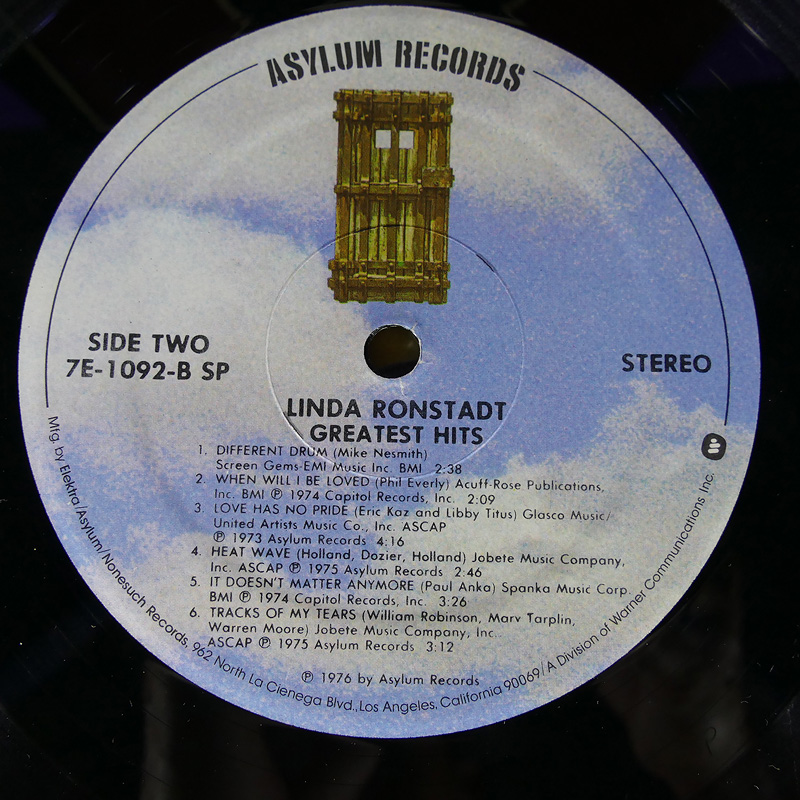 ASYLUM RECORDS
SIDE TWO
7E-1092-B SP
STEREO
LINDA RONSTADT
GREATEST HITS
1. DIFFERENT DRUM (Mike Nesmith)
Screen Gems-EMI Music Inc. BMI 2:38
2. WHEN WILL I BE LOVED (Phil Everly) Acuff-Rose Publications,
Inc. BMI ℗ 1974 Capitol Records, Inc. 2:09
3. LOVE HAS NO PRIDE (Eric Kaz and Libby Titus) Glasco Music/
United Artists Music Co., Inc. ASCAP
℗ 1973 Asylum Records 4:16
4. HEAT WAVE (Holland, Dozier, Holland) Jobete Music Company,
Inc. ASCAP ℗ 1975 Asylum Records 2:46
5. IT DOESN'T MATTER ANYMORE (Paul Anka) Spanka Music Corp.
BMI ℗ 1974 Capitol Records, Inc. 3:26
6. TRACKS OF MY TEARS (William Robinson, Marv Tarplin,
Warren Moore) Jobete Music Company, Inc.
ASCAP ℗ 1975 Asylum Records 3:12
℗ 1976 by Asylum Records
Mfg. by Elektra/Asylum/Nonesuch Records, 962 North La Cienega Blvd., Los Angeles, California 90069/A Division of Warner Communications Inc.